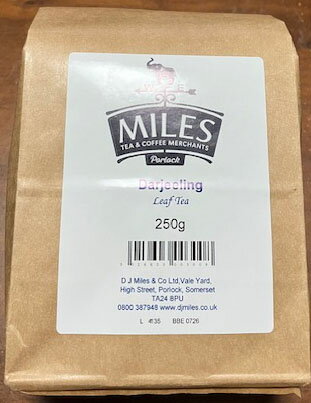 MILES
TEA & COFFEE MERCHANTS
Porlock
Darjeeling
Leaf Tea
250g
D JI Miles & Co Ltd,Vale Yard,
High Street, Porlock, Somerset
TA24 8PU
0800 387948 www.djmiles.co.uk
L 4135 BBE 0726